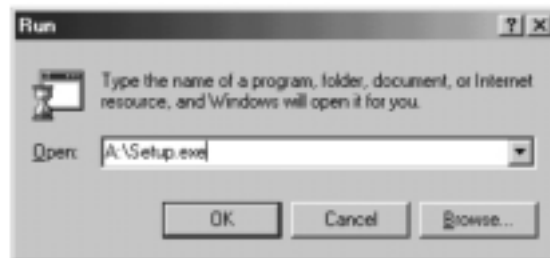 Run
Type the name of a program, folder, document, or Internet
resource, and Windows will open it for you.
Open: A:\Setup.exe
OK Cancel Browse...